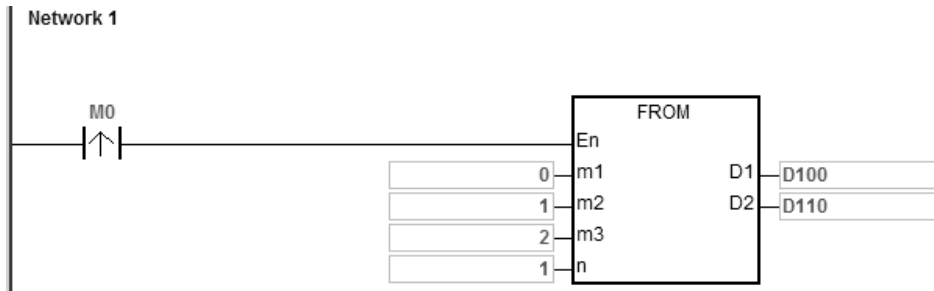 Network 1
M0
FROM
En
0 m1 D1 D100
1 m2 D2 D110
2 m3
1 n